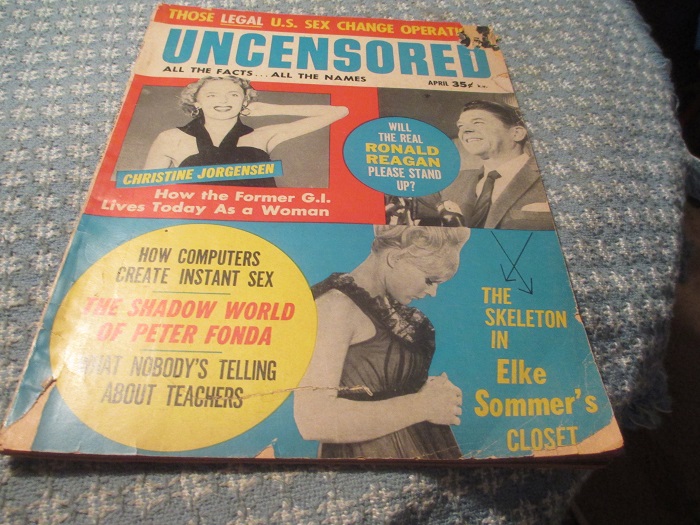 THOSE LEGAL U.S. SEX CHANGE
UNCENSORED
ALL THE FACTS...ALL THE NAMES
APRIL 35¢
CHRISTINE JORGENSEN
How the Former G.I.
Lives Today As a Woman
WILL
THE REAL
RONALD
REAGAN
PLEASE STAND
UP?
HOW COMPUTERS
CREATE INSTANT SEX
THE SHADOW WORLD
OF PETER FONDA
WHAT NOBODY'S TELLING
ABOUT TEACHERS
THE
SKELETON
IN
Elke
Sommer's
CLOSET